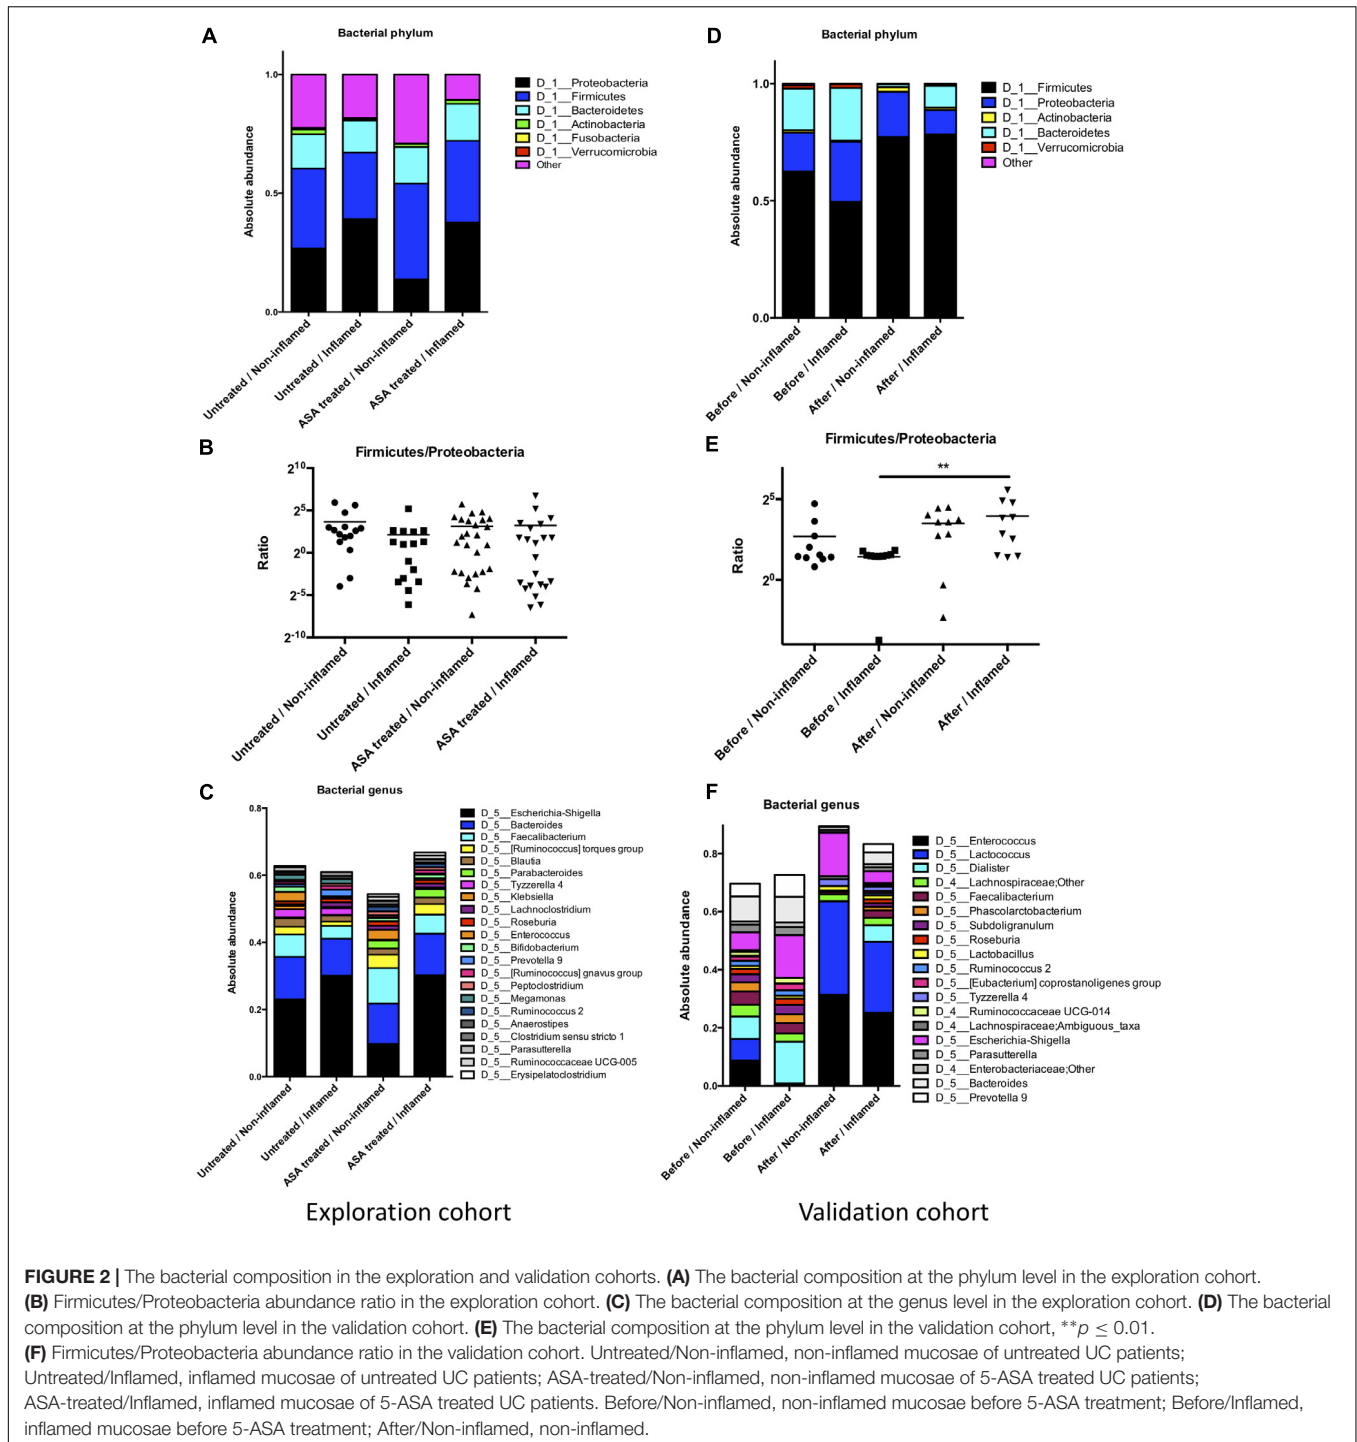 A
Bacterial phylum
Absolute abundance
1.0
0.5
0.0
D_1__Proteobacteria
D_1__Firmicutes
D_1__Bacteroidetes
D_1__Actinobacteria
D_1__Fusobacteria
D_1__Verrucomicrobia
Other
Untreated / Non-inflamed
Untreated / Inflamed
ASA treated / Non-inflamed
ASA treated / Inflamed
D
Bacterial phylum
Absolute abundance
1.0
0.5
0.0
D_1__Firmicutes
D_1__Proteobacteria
D_1__Actinobacteria
D_1__Bacteroidetes
D_1__Verrucomicrobia
Other
Before / Non-inflamed
Before / Inflamed
After / Non-inflamed
After / Inflamed
B
Firmicutes/Proteobacteria
Ratio
2^10
2^5
2^0
2^-5
2^-10
Untreated / Non-inflamed
Untreated / Inflamed
ASA treated / Non-inflamed
ASA treated / Inflamed
E
Firmicutes/Proteobacteria
**
Ratio
2^5
2^0
Before / Non-inflamed
Before / Inflamed
After / Non-inflamed
After / Inflamed
C
Bacterial genus
Absolute abundance
0.8
0.6
0.4
0.2
0.0
D_5__Escherichia-Shigella
D_5__Bacteroides
D_5__Faecalibacterium
D_5__[Ruminococcus] torques group
D_5__Blautia
D_5__Parabacteroides
D_5__Tyzzerella 4
D_5__Klebsiella
D_5__Lachnoclostridium
D_5__Roseburia
D_5__Enterococcus
D_5__Bifidobacterium
D_5__Prevotella 9
D_5__[Ruminococcus] gnavus group
D_5__Peptoclostridium
D_5__Megamonas
D_5__Ruminococcus 2
D_5__Anaerostipes
D_5__Clostridium sensu stricto 1
D_5__Parasutterella
D_5__Ruminococcaceae UCG-005
D_5__Erysipelatoclostridium
Untreated / Non-inflamed
Untreated / Inflamed
ASA treated / Non-inflamed
ASA treated / Inflamed
F
Bacterial genus
Absolute abundance
0.8
0.6
0.4
0.2
0.0
D_5__Enterococcus
D_5__Lactococcus
D_5__Dialister
D_4__Lachnospiraceae;Other
D_5__Faecalibacterium
D_5__Phascolarctobacterium
D_5__Subdoligranulum
D_5__Roseburia
D_5__Lactobacillus
D_5__Ruminococcus 2
D_5__[Eubacterium] coprostanoligenes group
D_5__Tyzzerella 4
D_4__Ruminococcaceae UCG-014
D_4__Lachnospiraceae;Ambiguous_taxa
D_5__Escherichia-Shigella
D_5__Parasutterella
D_4__Enterobacteriaceae;Other
D_5__Bacteroides
D_5__Prevotella 9
Before / Non-inflamed
Before / Inflamed
After / Non-inflamed
After / Inflamed
Exploration cohort
Validation cohort
FIGURE 2 | The bacterial composition in the exploration and validation cohorts. (A) The bacterial composition at the phylum level in the exploration cohort.
(B) Firmicutes/Proteobacteria abundance ratio in the exploration cohort. (C) The bacterial composition at the genus level in the exploration cohort. (D) The bacterial
composition at the phylum level in the validation cohort. (E) The bacterial composition at the phylum level in the validation cohort, **p ≤ 0.01.
(F) Firmicutes/Proteobacteria abundance ratio in the validation cohort. Untreated/Non-inflamed, non-inflamed mucosae of untreated UC patients;
Untreated/Inflamed, inflamed mucosae of untreated UC patients; ASA-treated/Non-inflamed, non-inflamed mucosae of 5-ASA treated UC patients;
ASA-treated/Inflamed, inflamed mucosae of 5-ASA treated UC patients. Before/Non-inflamed, non-inflamed mucosae before 5-ASA treatment; Before/Inflamed,
inflamed mucosae before 5-ASA treatment; After/Non-inflamed, non-inflamed.